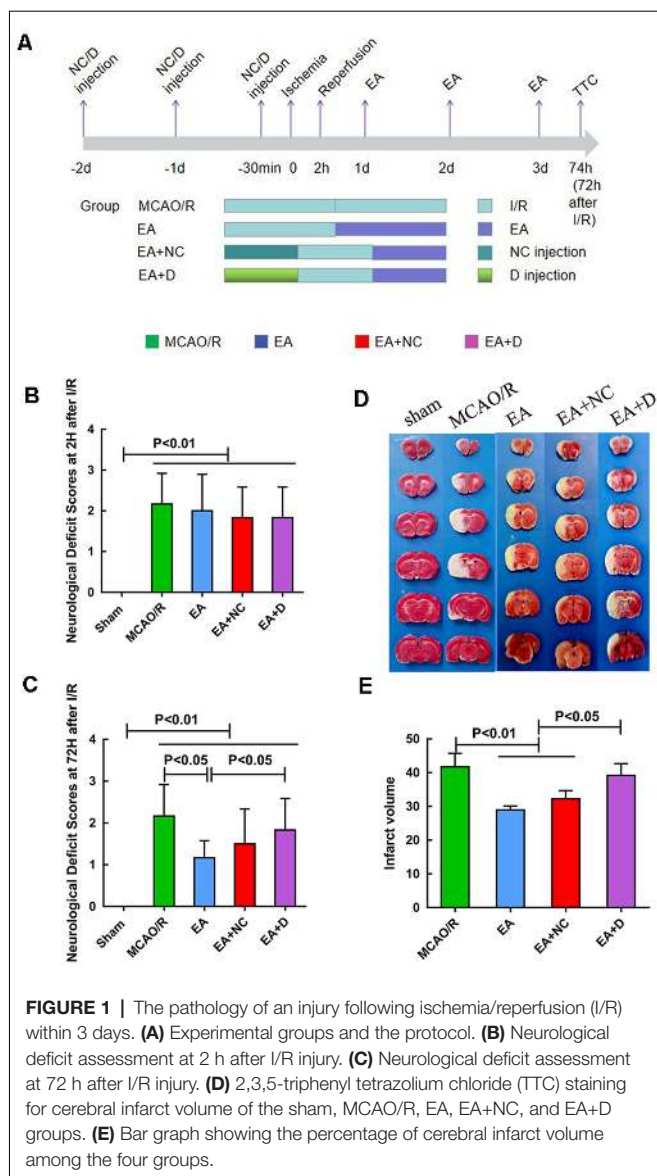 A
NC/D injection
NC/D injection
NC/D injection
Ischemia
Reperfusion
EA
EA
EA
TTC
-2d
-1d
-30min
0
2h
1d
2d
3d
74h
(72h
after
I/R)
Group
MCAO/R
I/R
EA
EA
EA+NC
NC injection
EA+D
D injection
MCAO/R
EA
EA+NC
EA+D
B
Neurological Deficit Scores at 2H after I/R
4
3
2
1
0
P<0.01
Sham
MCAO/R
EA
EA+NC
EA+D
D
sham
MCAO/R
EA
EA+NC
EA+D
C
Neurological Deficit Scores at 72H after I/R
4
3
2
1
0
P<0.01
P<0.05
P<0.05
Sham
MCAO/R
EA
EA+NC
EA+D
E
Infarct volume
50
40
30
20
10
0
P<0.01
P<0.05
MCAO/R
EA
EA+NC
EA+D
FIGURE 1 | The pathology of an injury following ischemia/reperfusion (I/R)
within 3 days. (A) Experimental groups and the protocol. (B) Neurological
deficit assessment at 2 h after I/R injury. (C) Neurological deficit assessment
at 72 h after I/R injury. (D) 2,3,5-triphenyl tetrazolium chloride (TTC) staining
for cerebral infarct volume of the sham, MCAO/R, EA, EA+NC, and EA+D
groups. (E) Bar graph showing the percentage of cerebral infarct volume
among the four groups.